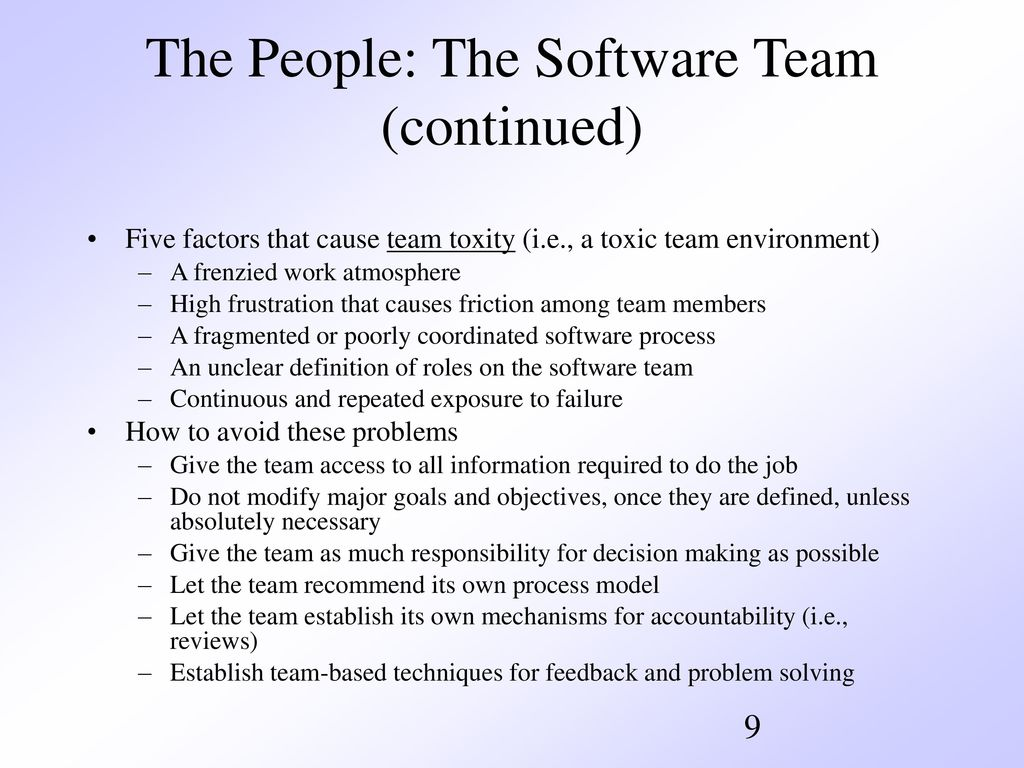 The People: The Software Team
(continued)
• Five factors that cause team toxity (i.e., a toxic team environment)
– A frenzied work atmosphere
– High frustration that causes friction among team members
– A fragmented or poorly coordinated software process
– An unclear definition of roles on the software team
– Continuous and repeated exposure to failure
• How to avoid these problems
– Give the team access to all information required to do the job
– Do not modify major goals and objectives, once they are defined, unless
absolutely necessary
– Give the team as much responsibility for decision making as possible
– Let the team recommend its own process model
– Let the team establish its own mechanisms for accountability (i.e.,
reviews)
– Establish team-based techniques for feedback and problem solving
9